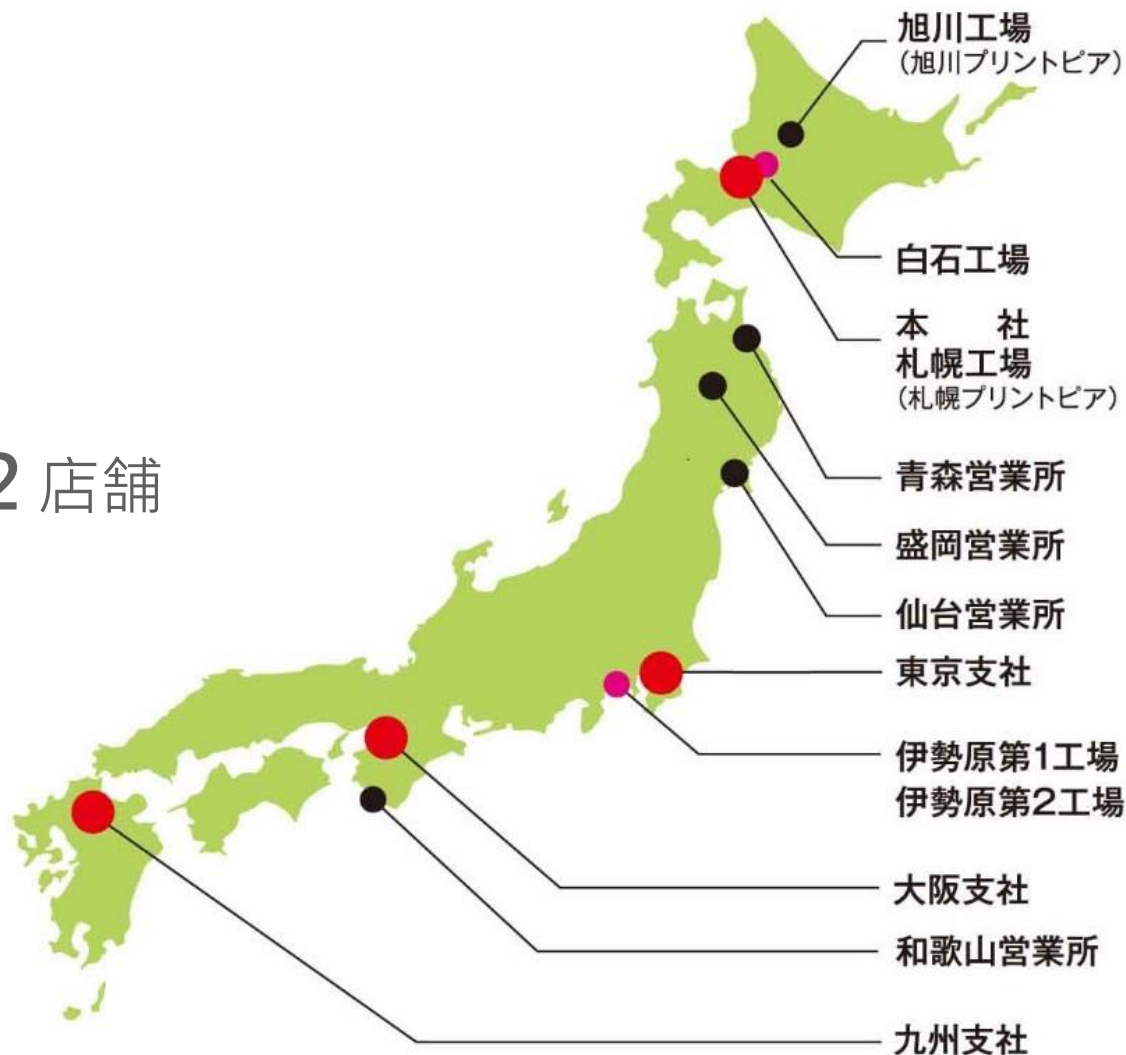 旭川工場
(旭川プリントピア)
白石工場
本　　社
札幌工場
(札幌プリントピア)
青森営業所
2 店舗
盛岡営業所
仙台営業所
東京支社
伊勢原第1工場
伊勢原第2工場
大阪支社
和歌山営業所
九州支社